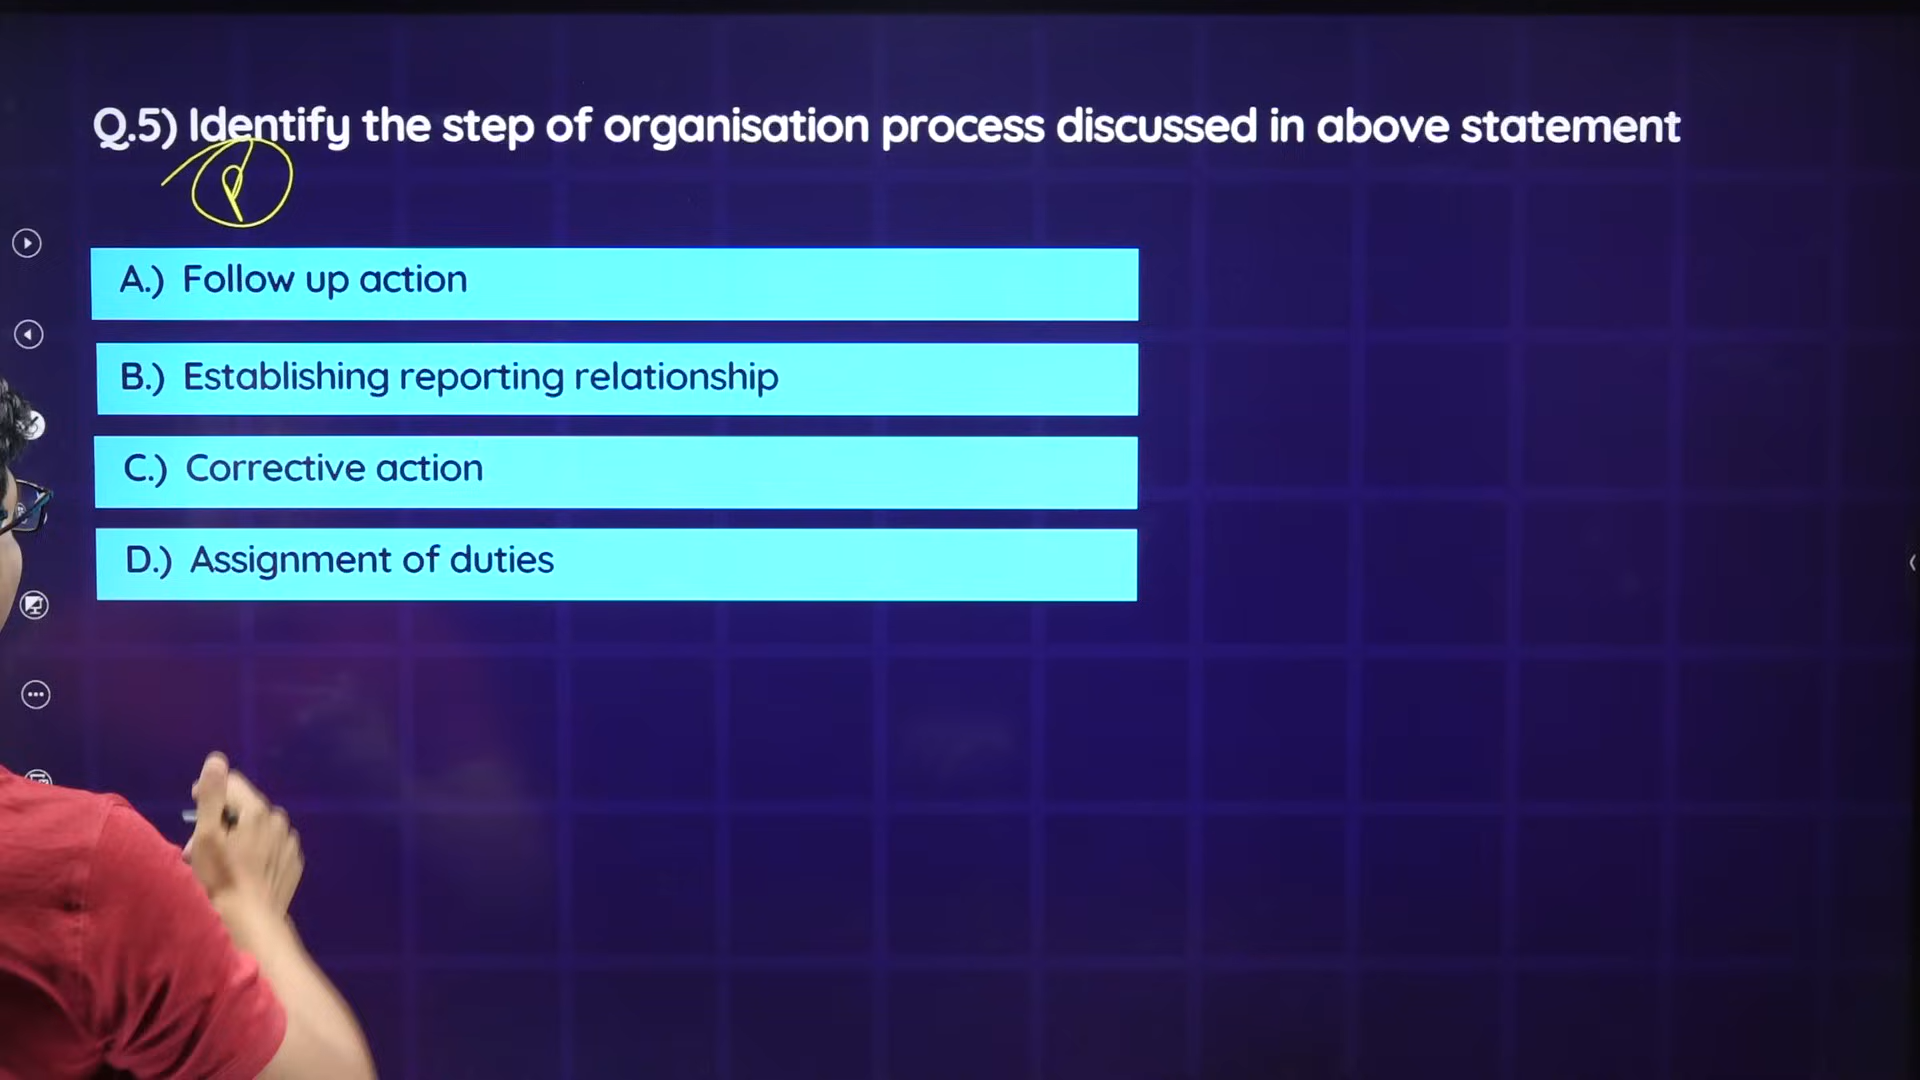 Q.5) Identify the step of organisation process discussed in above statement
A.) Follow up action
B.) Establishing reporting relationship
C.) Corrective action
D.) Assignment of duties